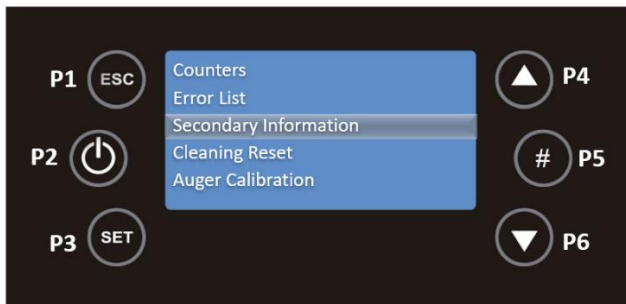 P1 ESC
P2
P3 SET
Counters
Error List
Secondary Information
Cleaning Reset
Auger Calibration
P4
# P5
P6